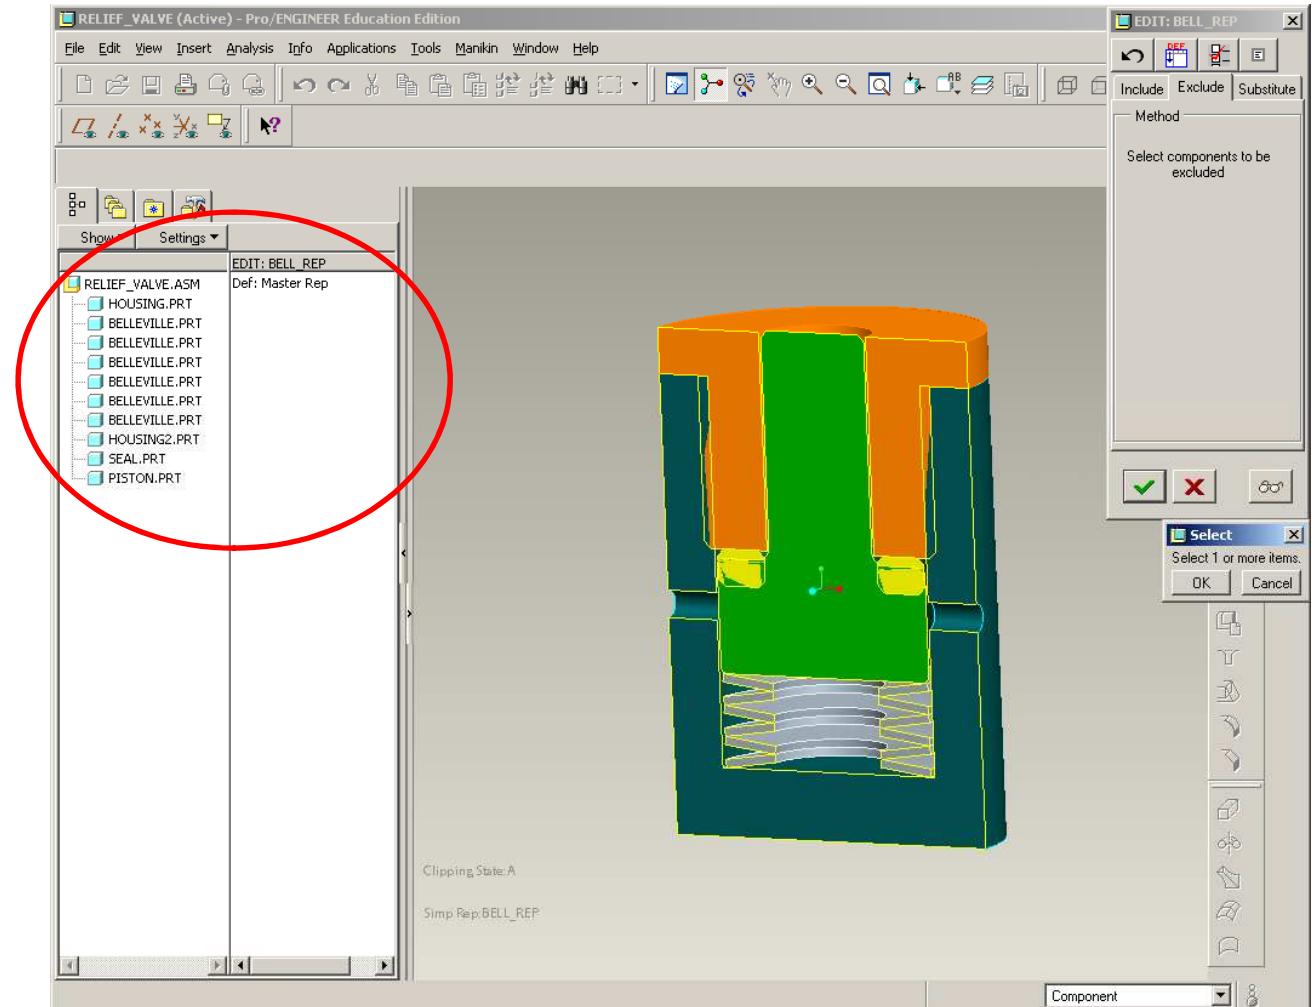 RELIEF_VALVE (Active) - Pro/ENGINEER Education Edition
File Edit View Insert Analysis Info Applications Tools Manikin Window Help
Show Settings
EDIT: BELL_REP
RELIEF_VALVE.ASM Def: Master Rep
HOUSING.PRT
BELLEVILLE.PRT
BELLEVILLE.PRT
BELLEVILLE.PRT
BELLEVILLE.PRT
BELLEVILLE.PRT
BELLEVILLE.PRT
HOUSING2.PRT
SEAL.PRT
PISTON.PRT
Clipping State:A
Simp Rep:BELL_REP
EDIT: BELL_REP
DEF
Include Exclude Substitute
Method
Select components to be
excluded
Select
Select 1 or more items.
OK Cancel
Component